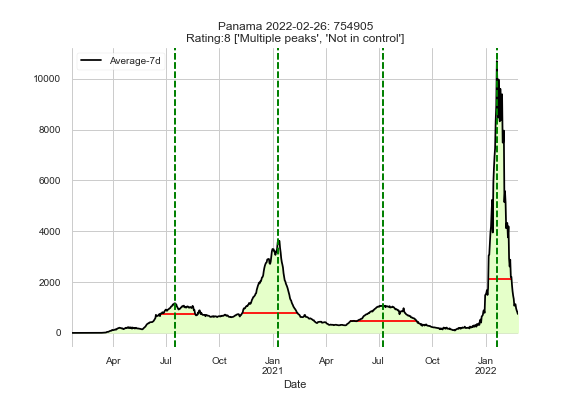 Panama 2022-02-26: 754905
Rating:8 ['Multiple peaks', 'Not in control']
Average-7d
10000
8000
6000
4000
2000
0
Apr Jul Oct Jan Apr Jul Oct Jan
2021 2022
Date